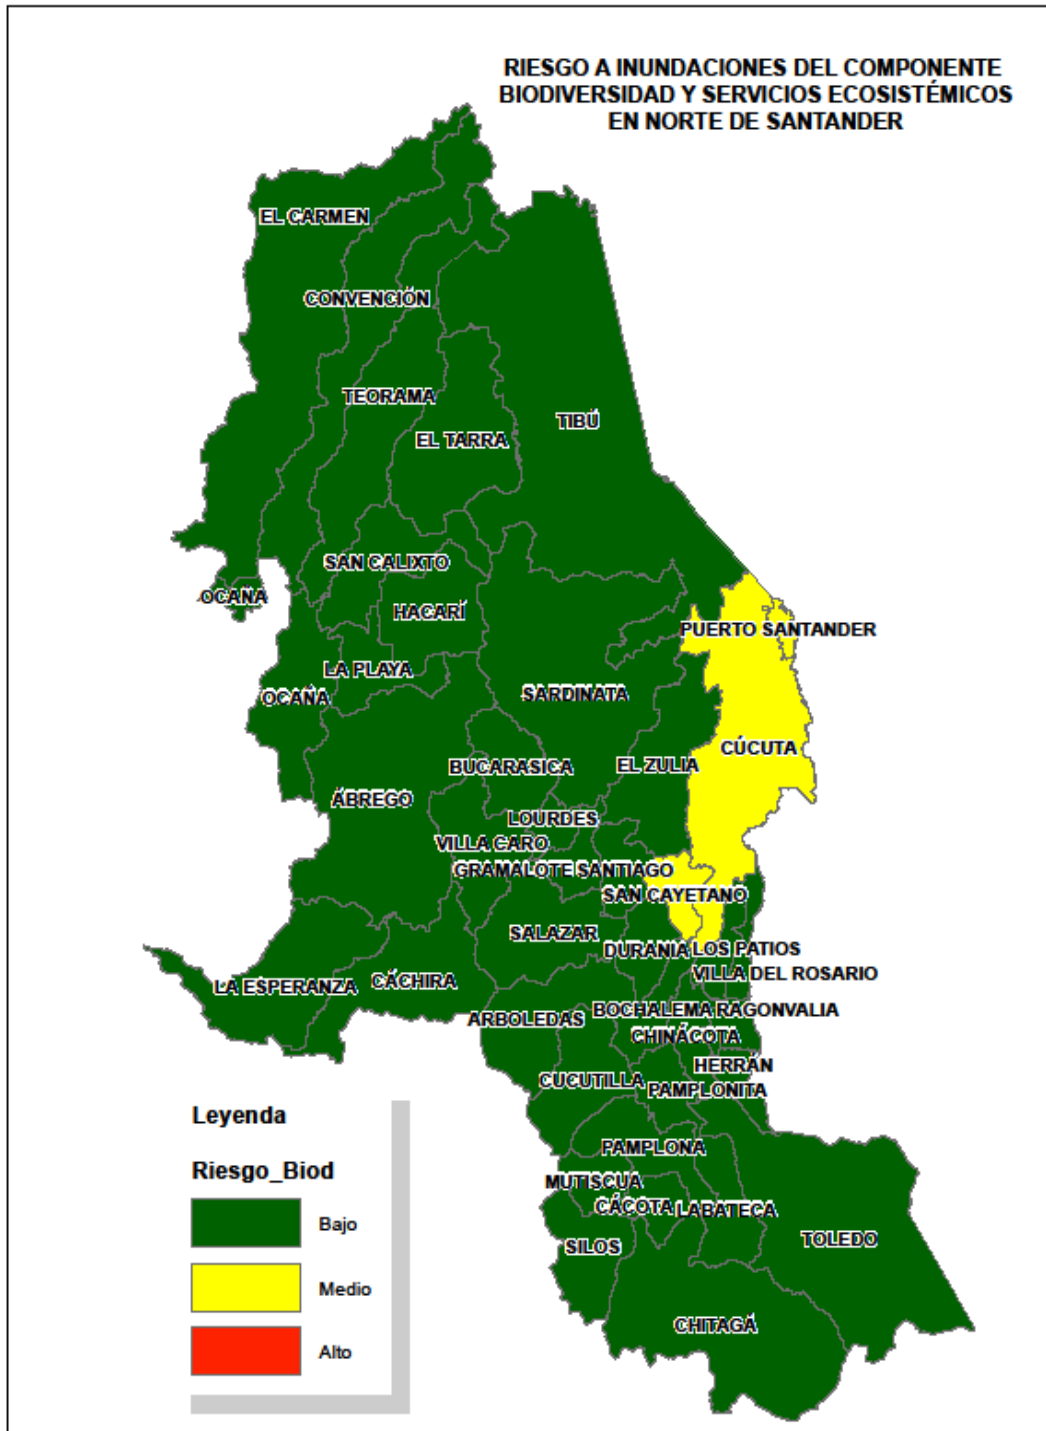 RIESGO A INUNDACIONES DEL COMPONENTE
BIODIVERSIDAD Y SERVICIOS ECOSISTÉMICOS
EN NORTE DE SANTANDER
EL CARMEN
CONVENCIÓN
TEORAMA
TIBÚ
EL TARRA
SAN CALIXTO
OCAÑA
HACARÍ
PUERTO SANTANDER
LA PLAYA
OCAÑA
SARDINATA
CÚCUTA
BUCARASICA
EL ZULIA
ÁBREGO
LOURDES
VILLA CARO
GRAMALOTE SANTIAGO
SAN CAYETANO
SALAZAR
DURANIA LOS PATIOS
VILLA DEL ROSARIO
LA ESPERANZA
CÁCHIRA
BOCHALEMA RAGONVALIA
ARBOLEDAS
CHINÁCOTA
HERRÁN
CUCUTILLA
PAMPLONITA
PAMPLONA
MUTISCUA
CÁCOTA LABATECA
SILOS
TOLEDO
CHITAGÁ
Leyenda
Riesgo_Biod
Bajo
Medio
Alto